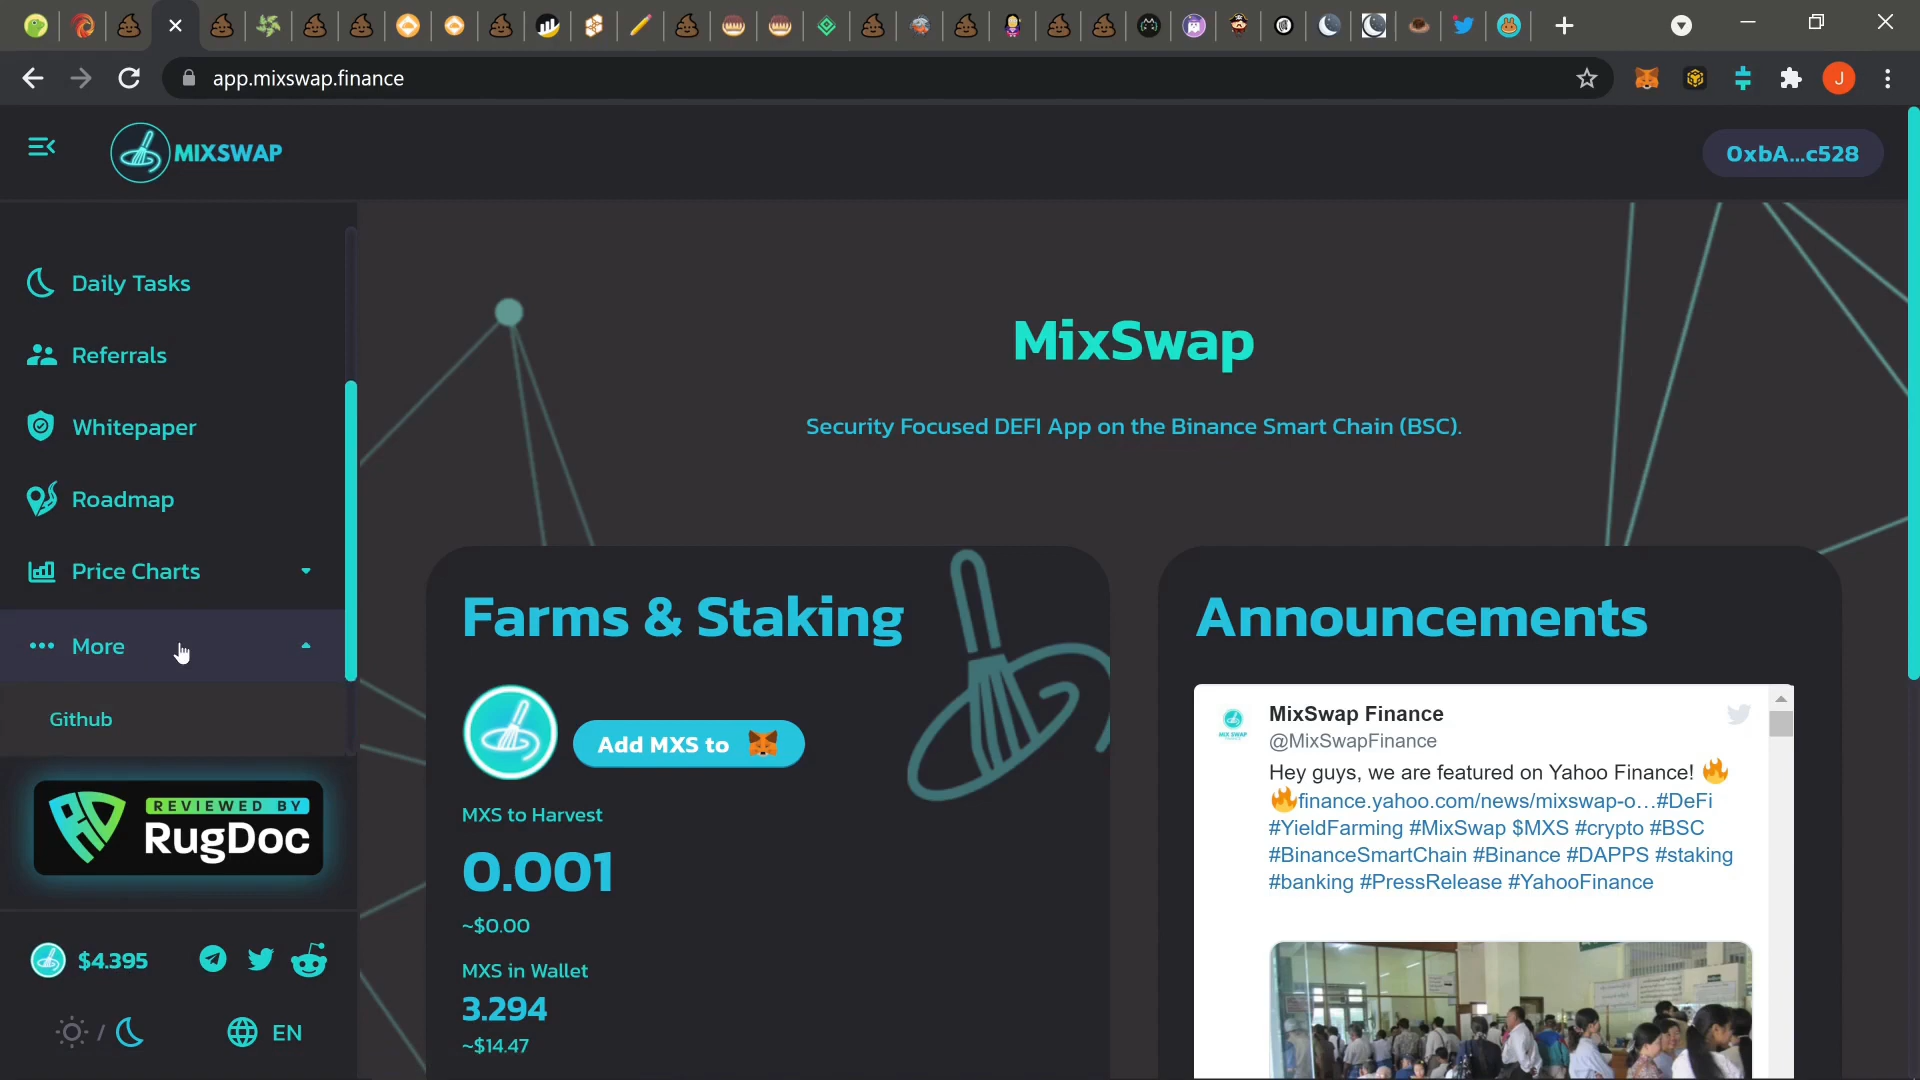 app.mixswap.finance
J
MIXSWAP
0xbA...c528
Daily Tasks
Referrals
Whitepaper
Roadmap
Price Charts
More
Github
REVIEWED BY
RugDoc
$4.395
/
EN
MixSwap
Security Focused DEFI App on the Binance Smart Chain (BSC).
Farms & Staking
Add MXS to
MXS to Harvest
0.001
~$0.00
MXS in Wallet
3.294
~$14.47
Announcements
MIX SWAP
MixSwap Finance
@MixSwapFinance
Hey guys, we are featured on Yahoo Finance! 🔥
🔥finance.yahoo.com/news/mixswap-o…#DeFi
#YieldFarming #MixSwap $MXS #crypto #BSC
#BinanceSmartChain #Binance #DAPPS #staking
#banking #PressRelease #YahooFinance